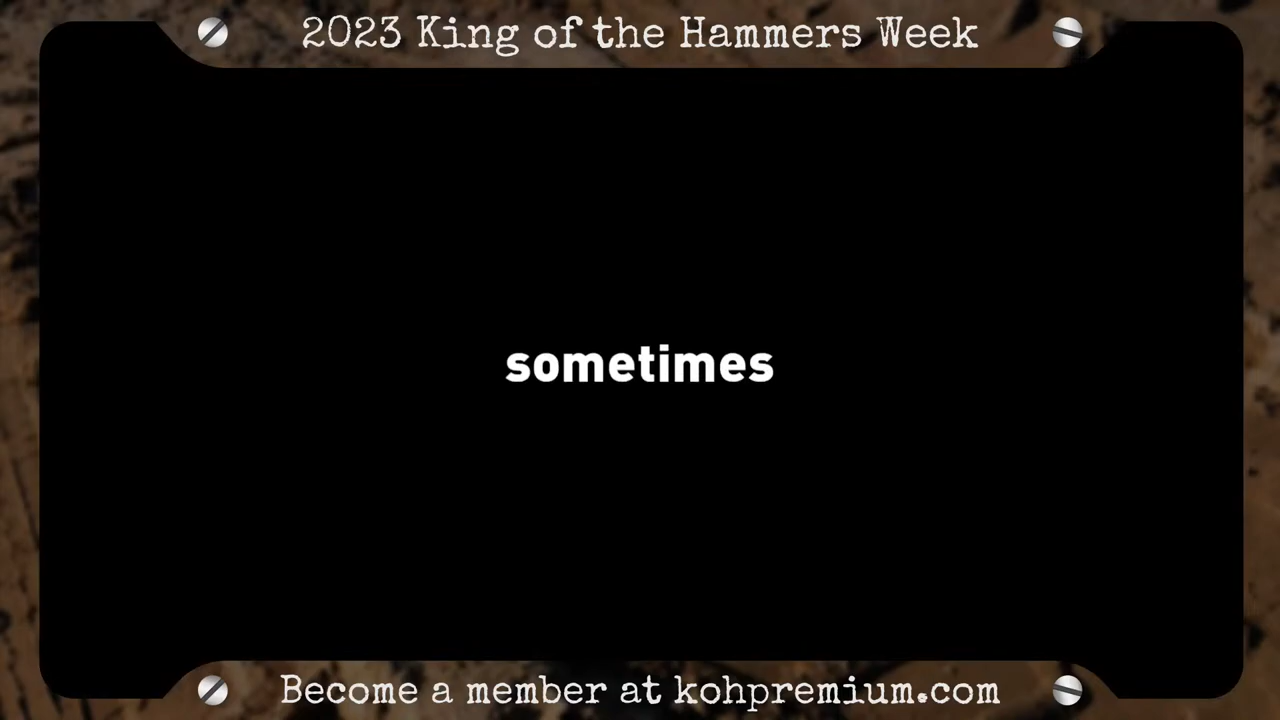 2023 King of the Hammers Week
sometimes
Become a member at kohpremium.com